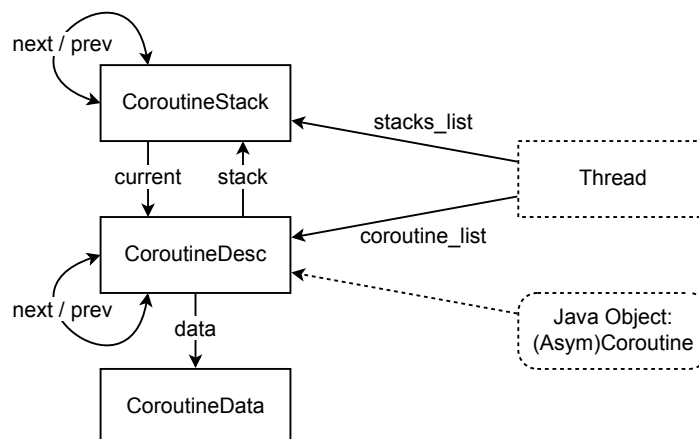 next / prev
CoroutineStack
stacks_list
current
stack
Thread
CoroutineDesc
coroutine_list
next / prev
data
Java Object:
(Asym)Coroutine
CoroutineData